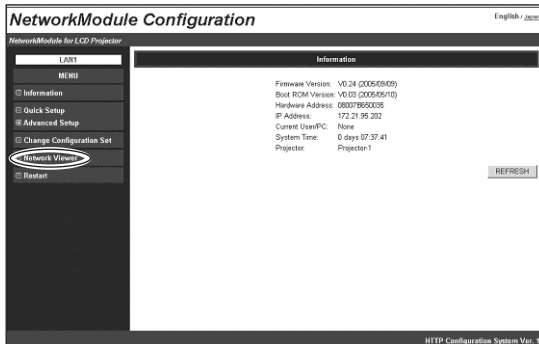 NetworkModule Configuration
English /
NetworkModule for LCD Projector
LAN1
MENU
Information
Quick Setup
Advanced Setup
Change Configuration Set
Network Viewer
Restart
Information
Firmware Version: V0.24 (2005/09/09)
Boot ROM Version: V0.03 (2005/05/10)
Hardware Address: 08007B650035
IP Address: 172.21.95.202
Current User/PC: None
System Time: 0 days 07:37:41
Projector: Projector-1
REFRESH
HTTP Configuration System Ver.